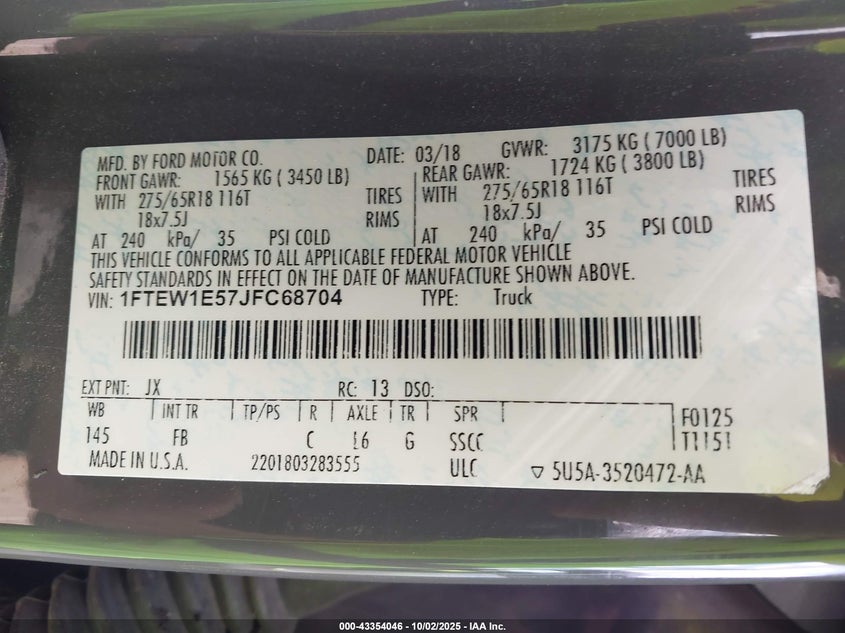 MFD. BY FORD MOTOR CO. DATE: 03/18 GVWR: 3175 KG ( 7000 LB)
FRONT GAWR: 1565 KG ( 3450 LB) REAR GAWR: 1724 KG ( 3800 LB)
WITH 275/65R18 116T TIRES WITH 275/65R18 116T TIRES
18x7.5J RIMS 18x7.5J RIMS
AT 240 kPa/ 35 PSI COLD AT 240 kPa/ 35 PSI COLD
THIS VEHICLE CONFORMS TO ALL APPLICABLE FEDERAL MOTOR VEHICLE
SAFETY STANDARDS IN EFFECT ON THE DATE OF MANUFACTURE SHOWN ABOVE.
VIN: 1FTEW1E57JFC68704 TYPE: Truck
EXT PNT: JX RC: 13 DSO:
WB INT TR TP/PS R AXLE TR SPR F0125
145 FB C L6 G SSCC T1151
MADE IN U.S.A. 2201803283555 ULC ▽ 5U5A-3520472-AA
000-43354046 - 10/02/2025 - IAA Inc.